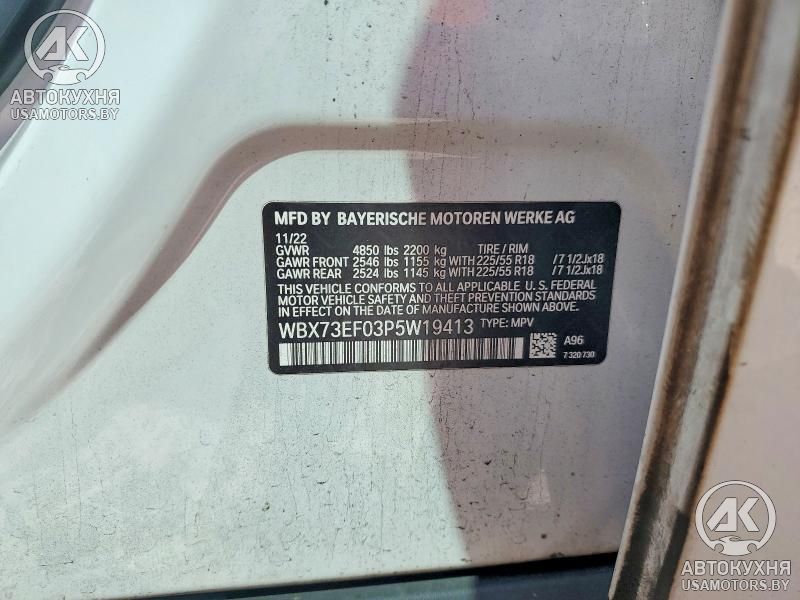 AK
АВТОКУХНЯ
USAMOTORS.BY
MFD BY BAYERISCHE MOTOREN WERKE AG
11/22
GVWR 4850 lbs 2200 kg TIRE / RIM
GAWR FRONT 2546 lbs 1155 kg WITH 225/55 R18 /7 1/2Jx18
GAWR REAR 2524 lbs 1145 kg WITH 225/55 R18 /7 1/2Jx18
THIS VEHICLE CONFORMS TO ALL APPLICABLE U. S. FEDERAL
MOTOR VEHICLE SAFETY AND THEFT PREVENTION STANDARDS
IN EFFECT ON THE DATE OF MANUFACTURE SHOWN ABOVE.
WBX73EF03P5W19413 TYPE: MPV
A96
7 320 730
AK
АВТОКУХНЯ
USAMOTORS.BY